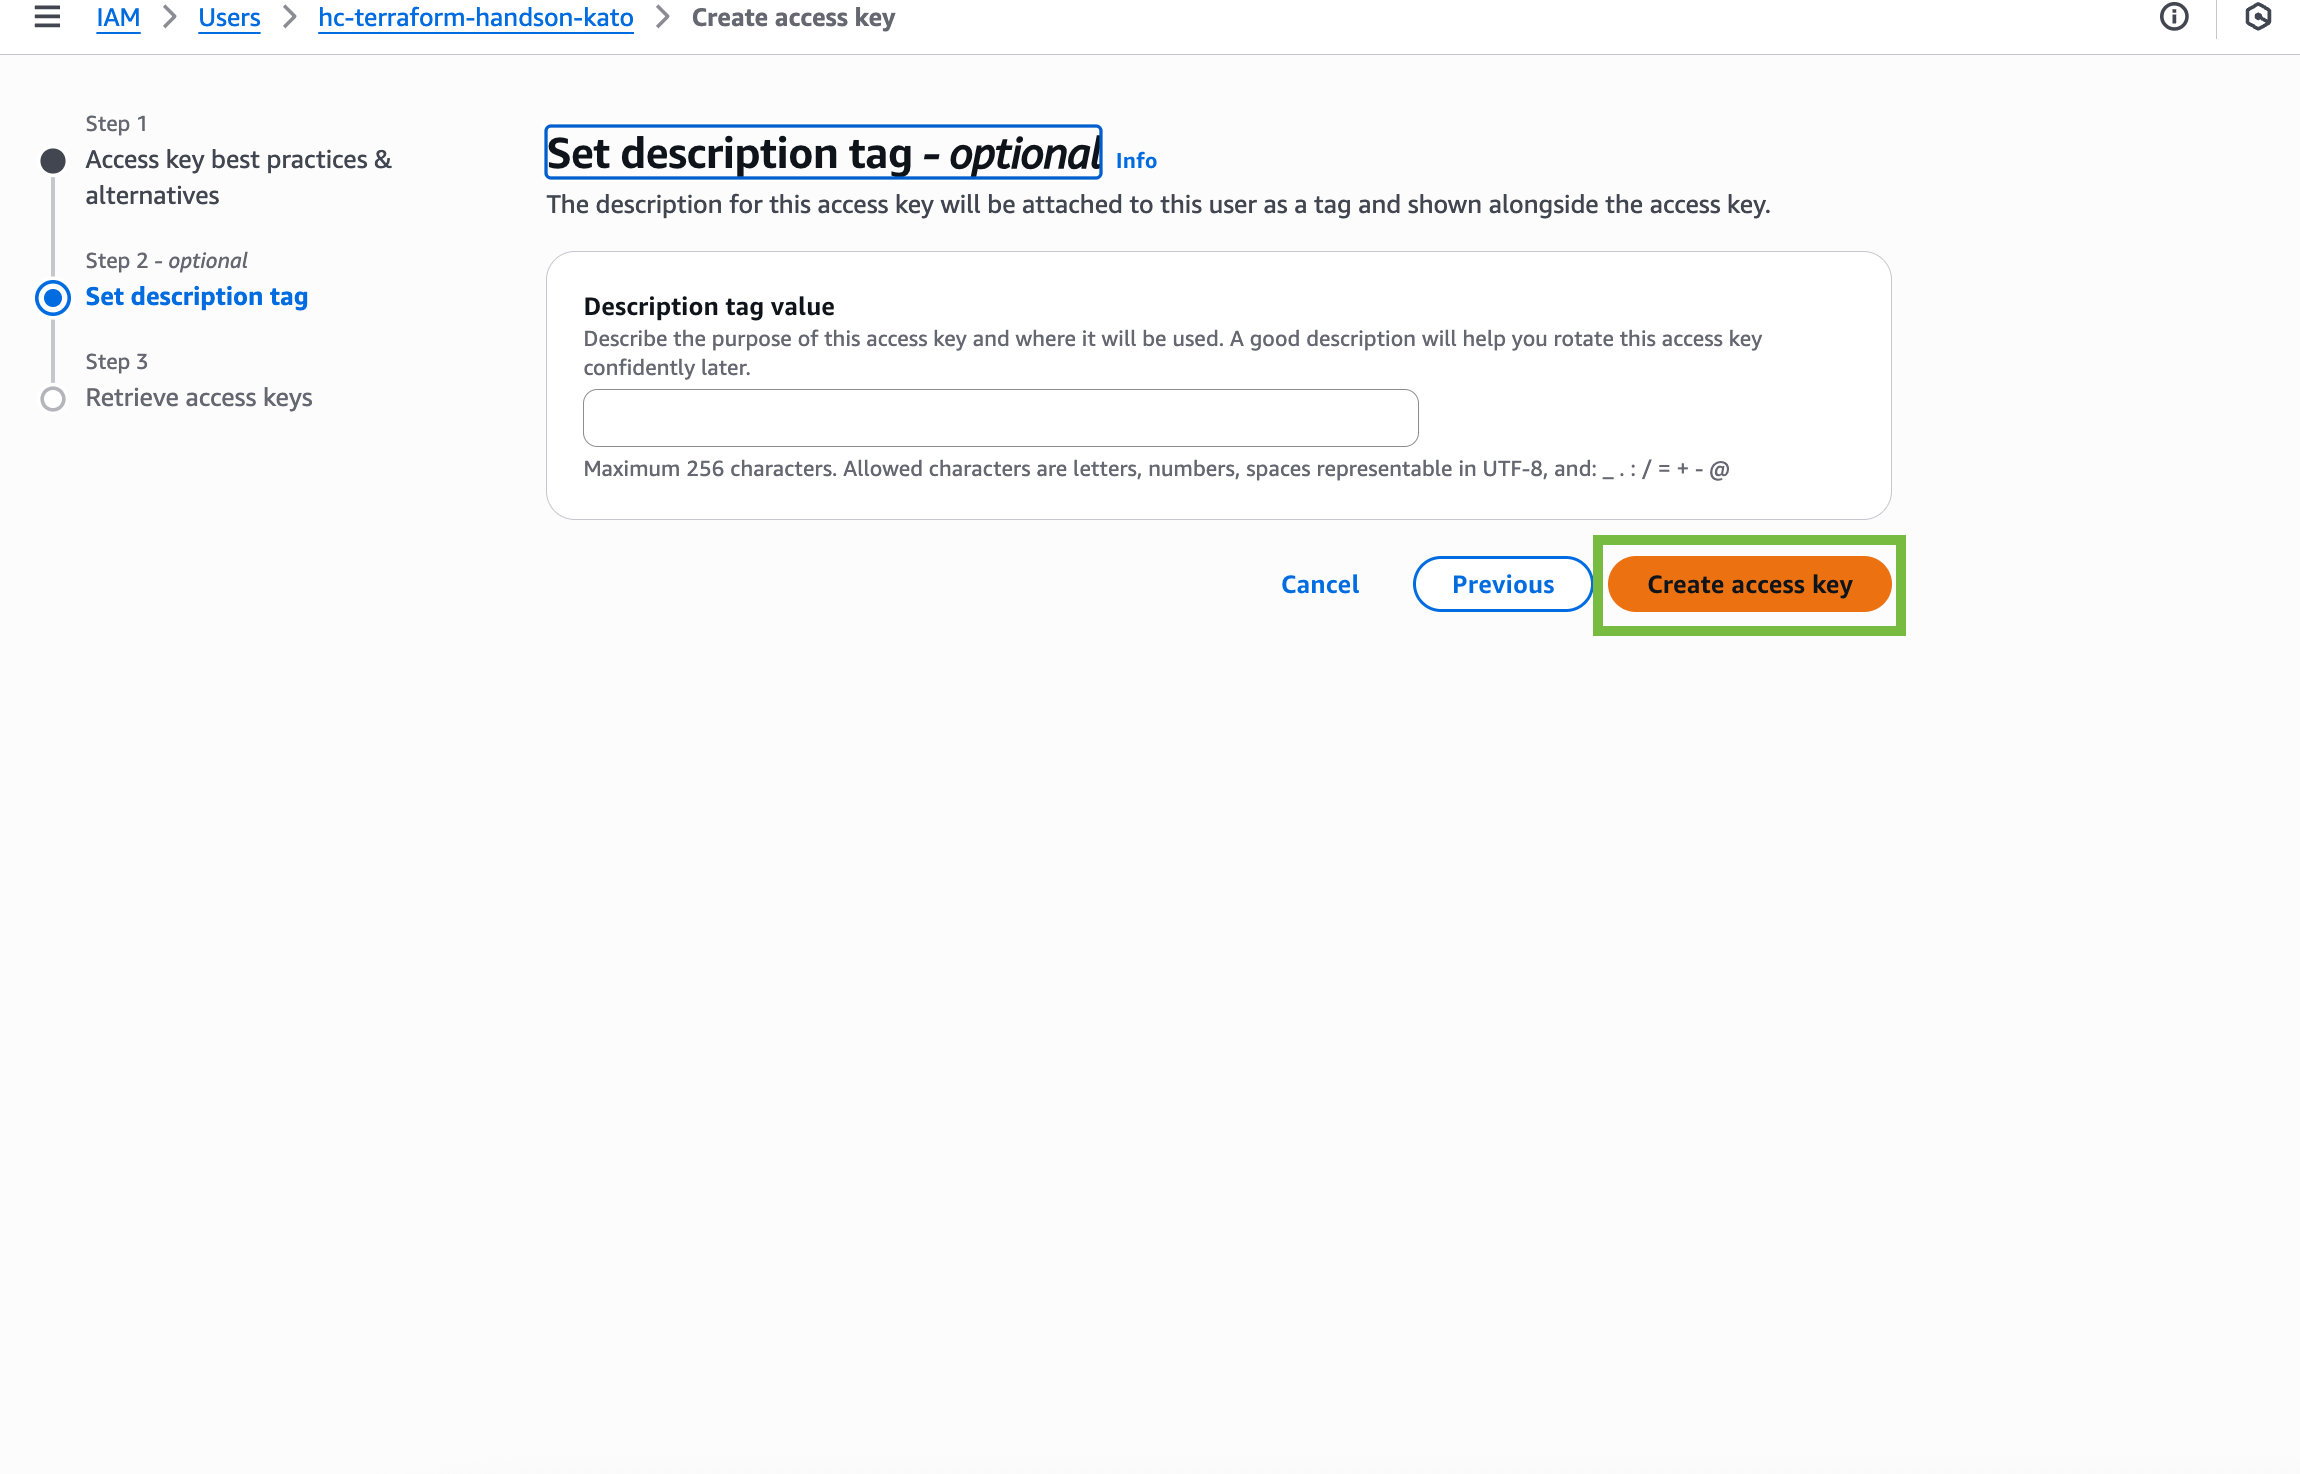 IAM > Users > hc-terraform-handson-kato > Create access key
Step 1
Access key best practices &
alternatives
Step 2 - optional
Set description tag
Step 3
Retrieve access keys
Set description tag - optional Info
The description for this access key will be attached to this user as a tag and shown alongside the access key.
Description tag value
Describe the purpose of this access key and where it will be used. A good description will help you rotate this access key
confidently later.
Maximum 256 characters. Allowed characters are letters, numbers, spaces representable in UTF-8, and: _ . : / = + - @
Cancel Previous Create access key